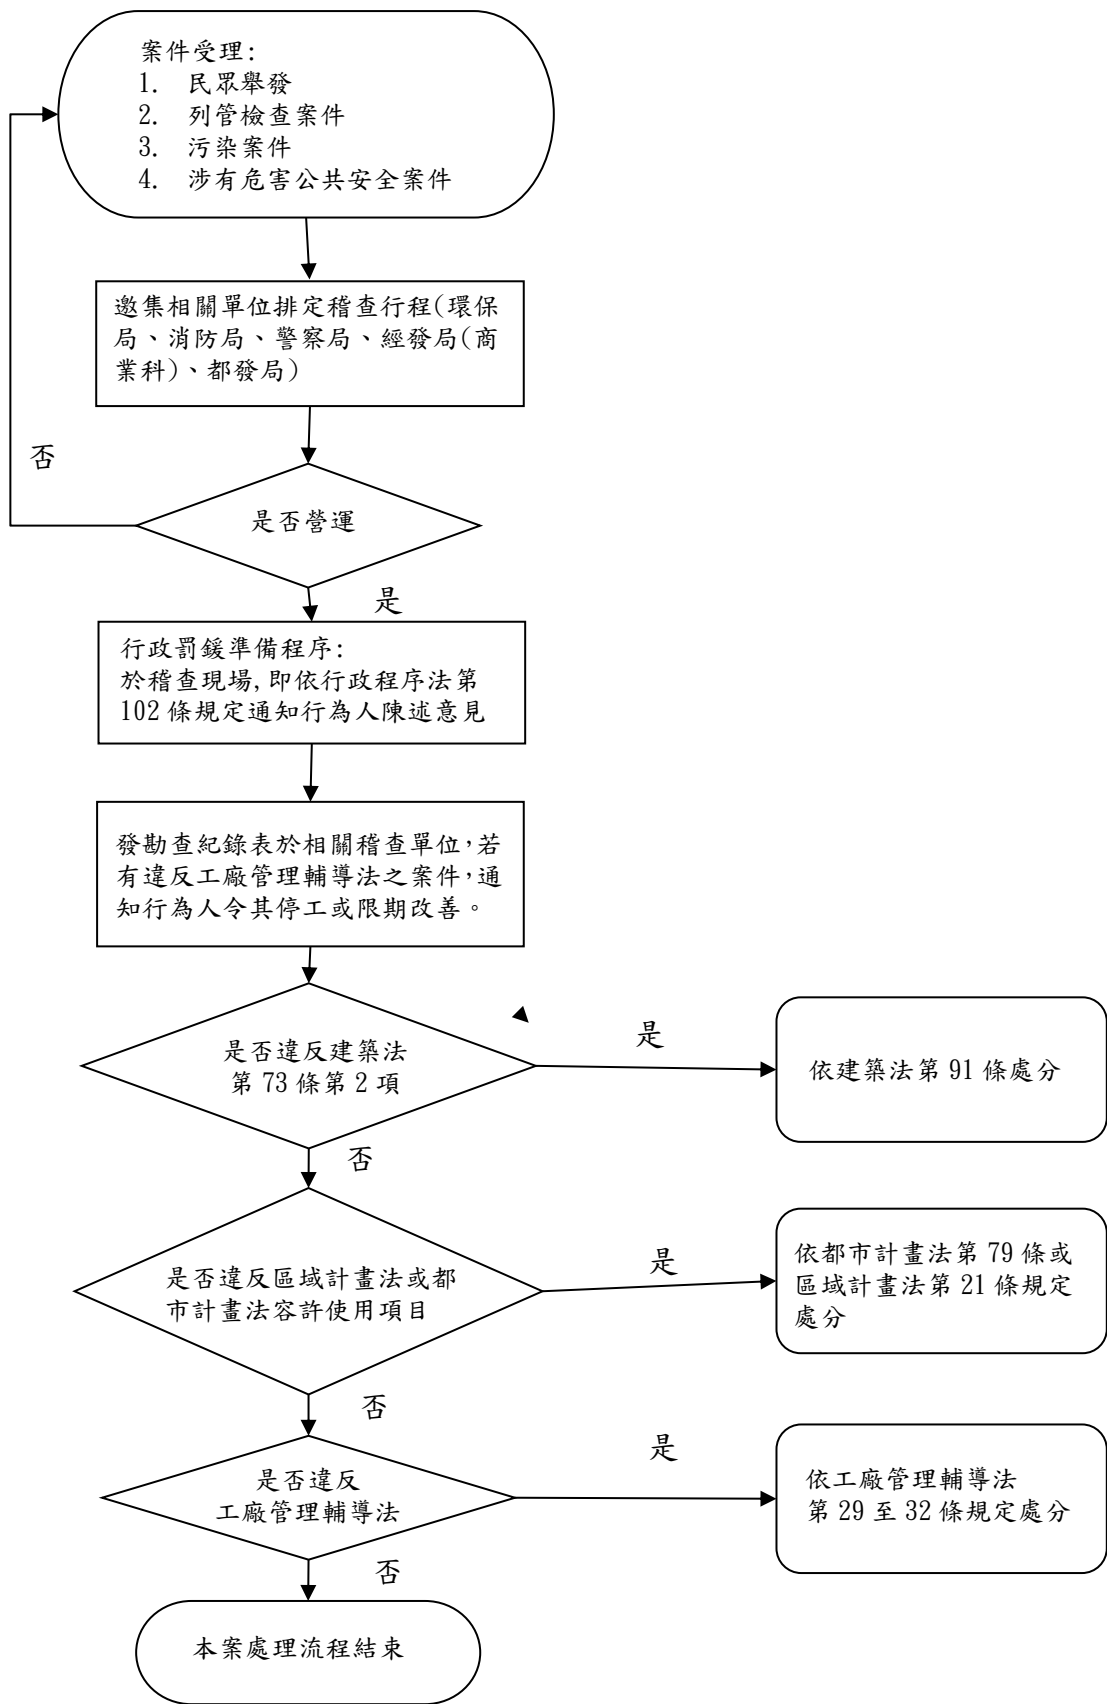 案件受理:
1. 民眾舉發
2. 列管檢查案件
3. 污染案件
4. 涉有危害公共安全案件
邀集相關單位排定稽查行程(環保
局、消防局、警察局、經發局(商
業科)、都發局)
否
是否營運
是
行政罰鍰準備程序:
於稽查現場,即依行政程序法第
102 條規定通知行為人陳述意見
發勘查紀錄表於相關稽查單位,若
有違反工廠管理輔導法之案件,通
知行為人令其停工或限期改善。
是否違反建築法
第 73 條第 2 項
是
依建築法第 91 條處分
否
是否違反區域計畫法或都
市計畫法容許使用項目
是
依都市計畫法第 79 條或
區域計畫法第 21 條規定
處分
否
是否違反
工廠管理輔導法
是
依工廠管理輔導法
第 29 至 32 條規定處分
否
本案處理流程結束